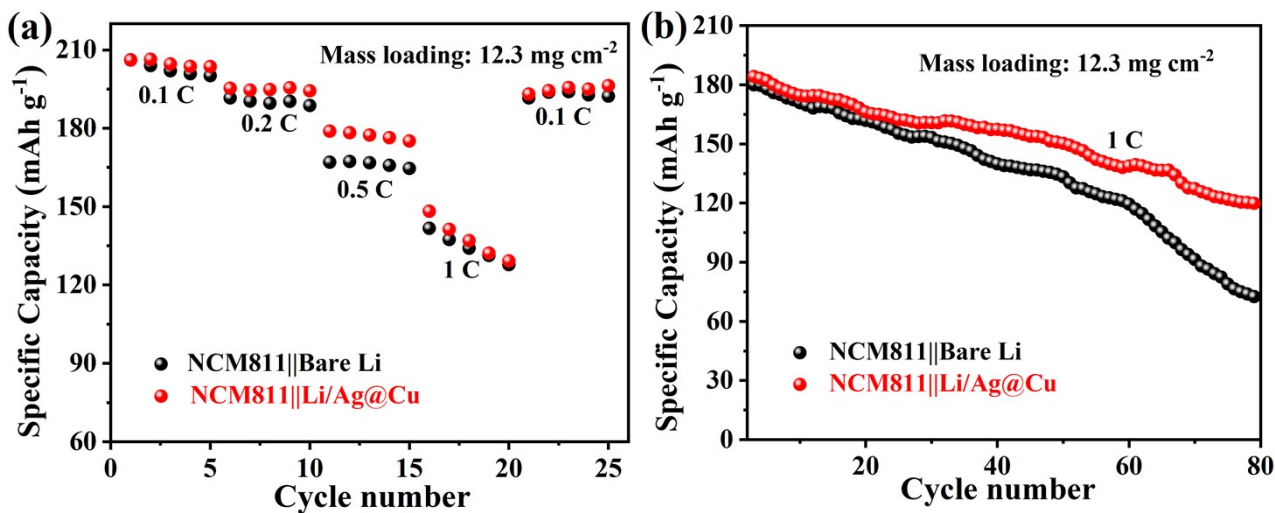 (a)
Specific Capacity (mAh g⁻¹)
210
180
150
120
90
60
Mass loading: 12.3 mg cm⁻²
0.1 C
0.2 C
0.5 C
1 C
0.1 C
NCM811||Bare Li
NCM811||Li/Ag@Cu
0
5
10
15
20
25
Cycle number
(b)
Specific Capacity (mAh g⁻¹)
210
180
150
120
90
60
30
0
Mass loading: 12.3 mg cm⁻²
1 C
NCM811||Bare Li
NCM811||Li/Ag@Cu
20
40
60
80
Cycle number